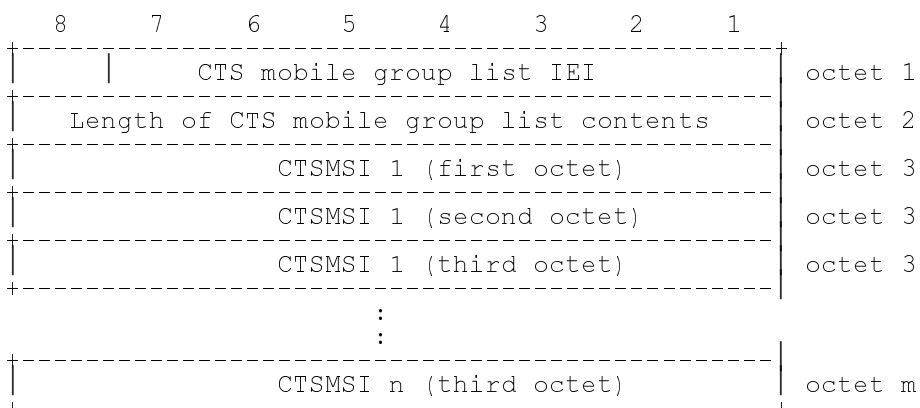 8 7 6 5 4 3 2 1
CTS mobile group list IEI octet 1
Length of CTS mobile group list contents octet 2
CTSMSI 1 (first octet) octet 3
CTSMSI 1 (second octet) octet 3
CTSMSI 1 (third octet) octet 3
:
:
CTSMSI n (third octet) octet m